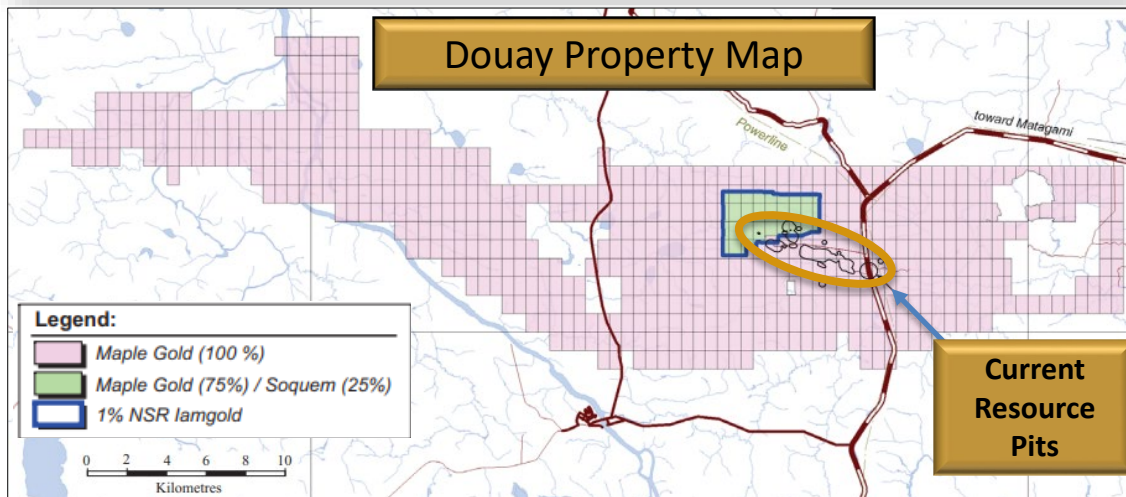 Douay Property Map
Powerline
toward Matagami
Legend:
Maple Gold (100 %)
Maple Gold (75%) / Soquem (25%)
1% NSR Iamgold
0 2 4 6 8 10
Kilometres
Current
Resource
Pits